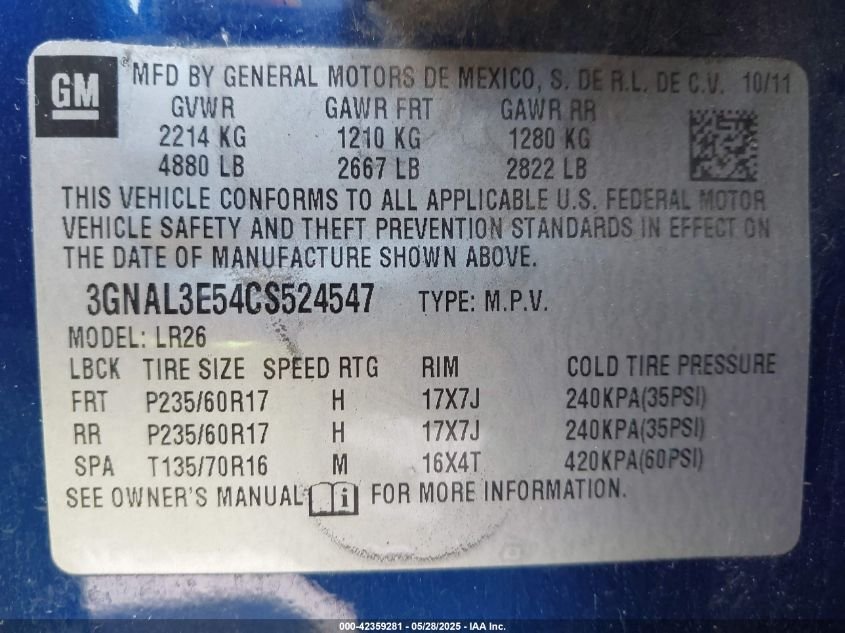 GM
MFD BY GENERAL MOTORS DE MEXICO, S. DE R.L. DE C.V. 10/11
GVWR GAWR FRT GAWR RR
2214 KG 1210 KG 1280 KG
4880 LB 2667 LB 2822 LB
THIS VEHICLE CONFORMS TO ALL APPLICABLE U.S. FEDERAL MOTOR
VEHICLE SAFETY AND THEFT PREVENTION STANDARDS IN EFFECT ON
THE DATE OF MANUFACTURE SHOWN ABOVE.
3GNAL3E54CS524547 TYPE: M.P.V.
MODEL: LR26
LBCK TIRE SIZE SPEED RTG RIM COLD TIRE PRESSURE
FRT P235/60R17 H 17X7J 240KPA(35PSI)
RR P235/60R17 H 17X7J 240KPA(35PSI)
SPA T135/70R16 M 16X4T 420KPA(60PSI)
SEE OWNER'S MANUAL FOR MORE INFORMATION.
000-42359281 - 05/28/2025 - IAA Inc.